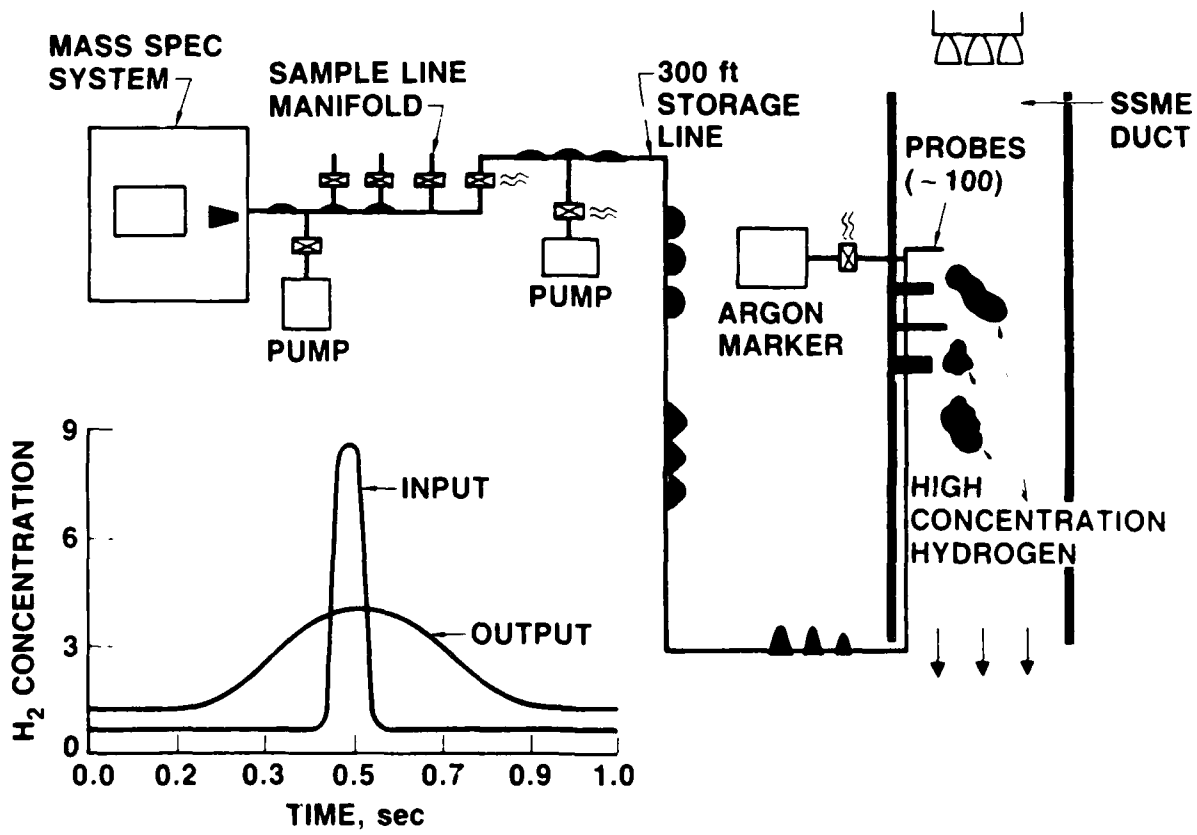 MASS SPEC
SYSTEM
SAMPLE LINE
MANIFOLD
300 ft
STORAGE
LINE
SSME
DUCT
PROBES
(~100)
PUMP
PUMP
ARGON
MARKER
HIGH
CONCENTRATION
HYDROGEN
H2 CONCENTRATION
9
6
3
0
INPUT
OUTPUT
0.0 0.2 0.3 0.5 0.7 0.9 1.0
TIME, sec